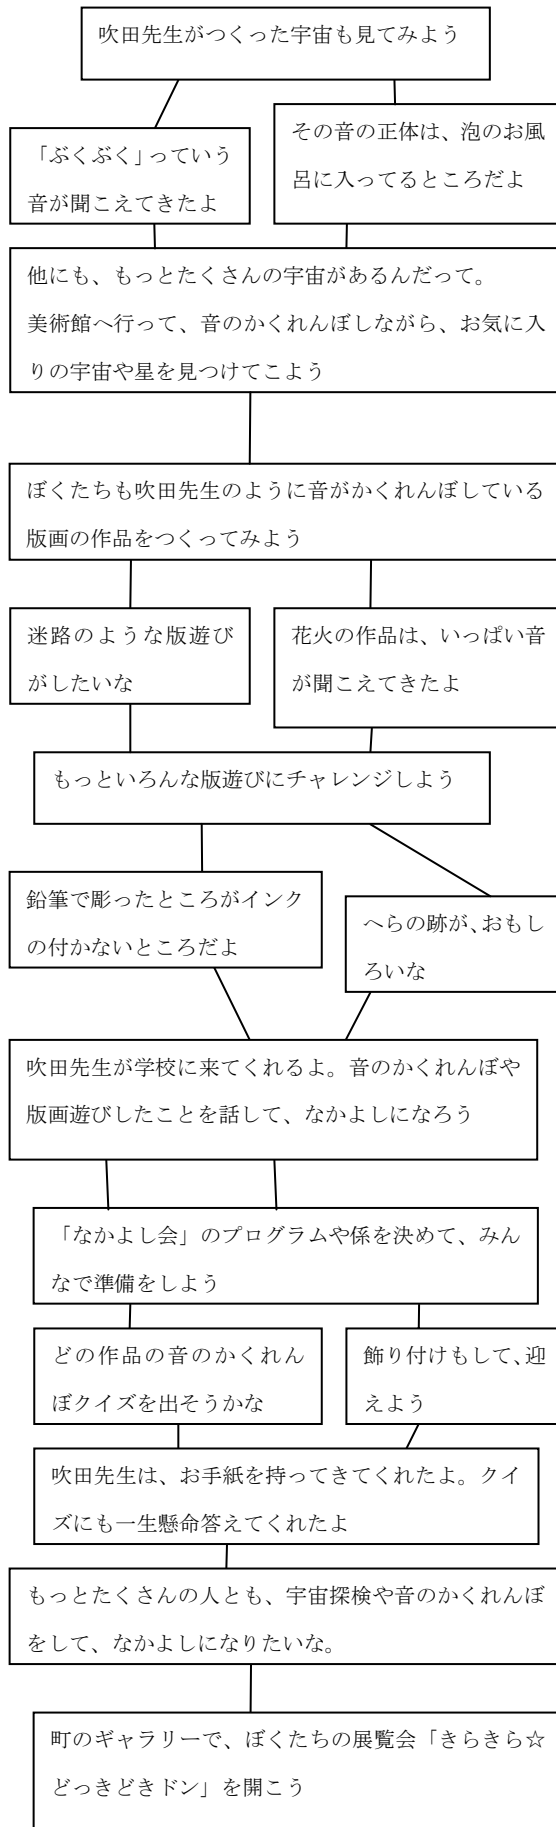 吹田先生がつくった宇宙も見てみよう
「ぶくぶく」っていう
音が聞こえてきたよ
その音の正体は、泡のお風
呂に入ってるところだよ
他にも、もっとたくさんの宇宙があるんだって。
美術館へ行って、音のかくれんぼしながら、お気に入
りの宇宙や星を見つけてこよう
ぼくたちも吹田先生のように音がかくれんぼしている
版画の作品をつくってみよう
迷路のような版遊び
がしたいな
花火の作品は、いっぱい音
が聞こえてきたよ
もっといろんな版遊びにチャレンジしよう
鉛筆で彫ったところがインク
の付かないところだよ
へらの跡が、おもし
ろいな
吹田先生が学校に来てくれるよ。音のかくれんぼや
版画遊びしたことを話して、なかよしになろう
「なかよし会」のプログラムや係を決めて、みん
なで準備をしよう
どの作品の音のかくれん
ぼクイズを出そうかな
飾り付けもして、迎
えよう
吹田先生は、お手紙を持ってきてくれたよ。クイ
ズにも一生懸命答えてくれたよ
もっとたくさんの人とも、宇宙探検や音のかくれんぼ
をして、なかよしになりたいな。
町のギャラリーで、ぼくたちの展覧会「きらきら☆
どっきどきドン」を開こう